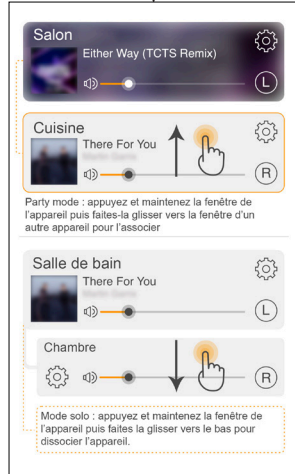 Salon
Either Way (TCTS Remix)
L
Cuisine
There For You
R
Party mode : appuyez et maintenez la fenêtre de
l'appareil puis faites-la glisser vers la fenêtre d'un
autre appareil pour l'associer
Salle de bain
There For You
L
Chambre
R
Mode solo : appuyez et maintenez la fenêtre de
l'appareil puis faites la glisser vers le bas pour
dissocier l'appareil.